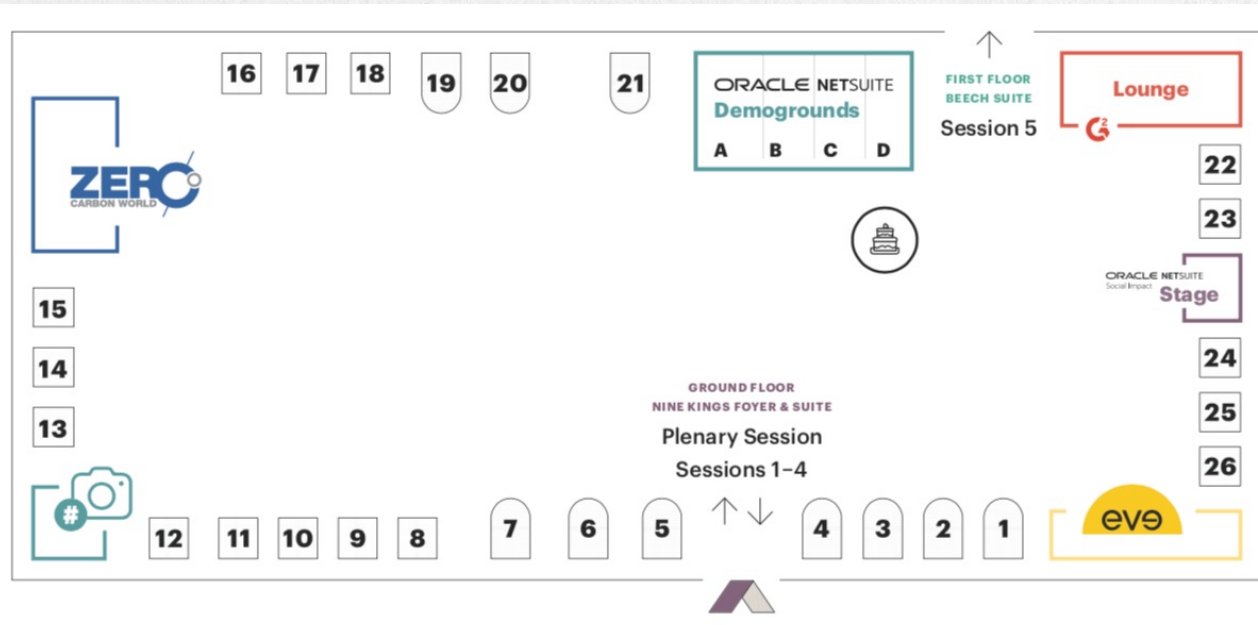 16 17 18 19 20 21
ORACLE NETSUITE
Demogrounds
A B C D
FIRST FLOOR
BEECH SUITE
Session 5
Lounge
G2
ZERO
CARBON WORLD
22
23
ORACLE NETSUITE
Social Impact
Stage
15
14
13
24
25
26
GROUND FLOOR
NINE KINGS FOYER & SUITE
Plenary Session
Sessions 1–4
#
12 11 10 9 8 7 6 5 4 3 2 1
eve